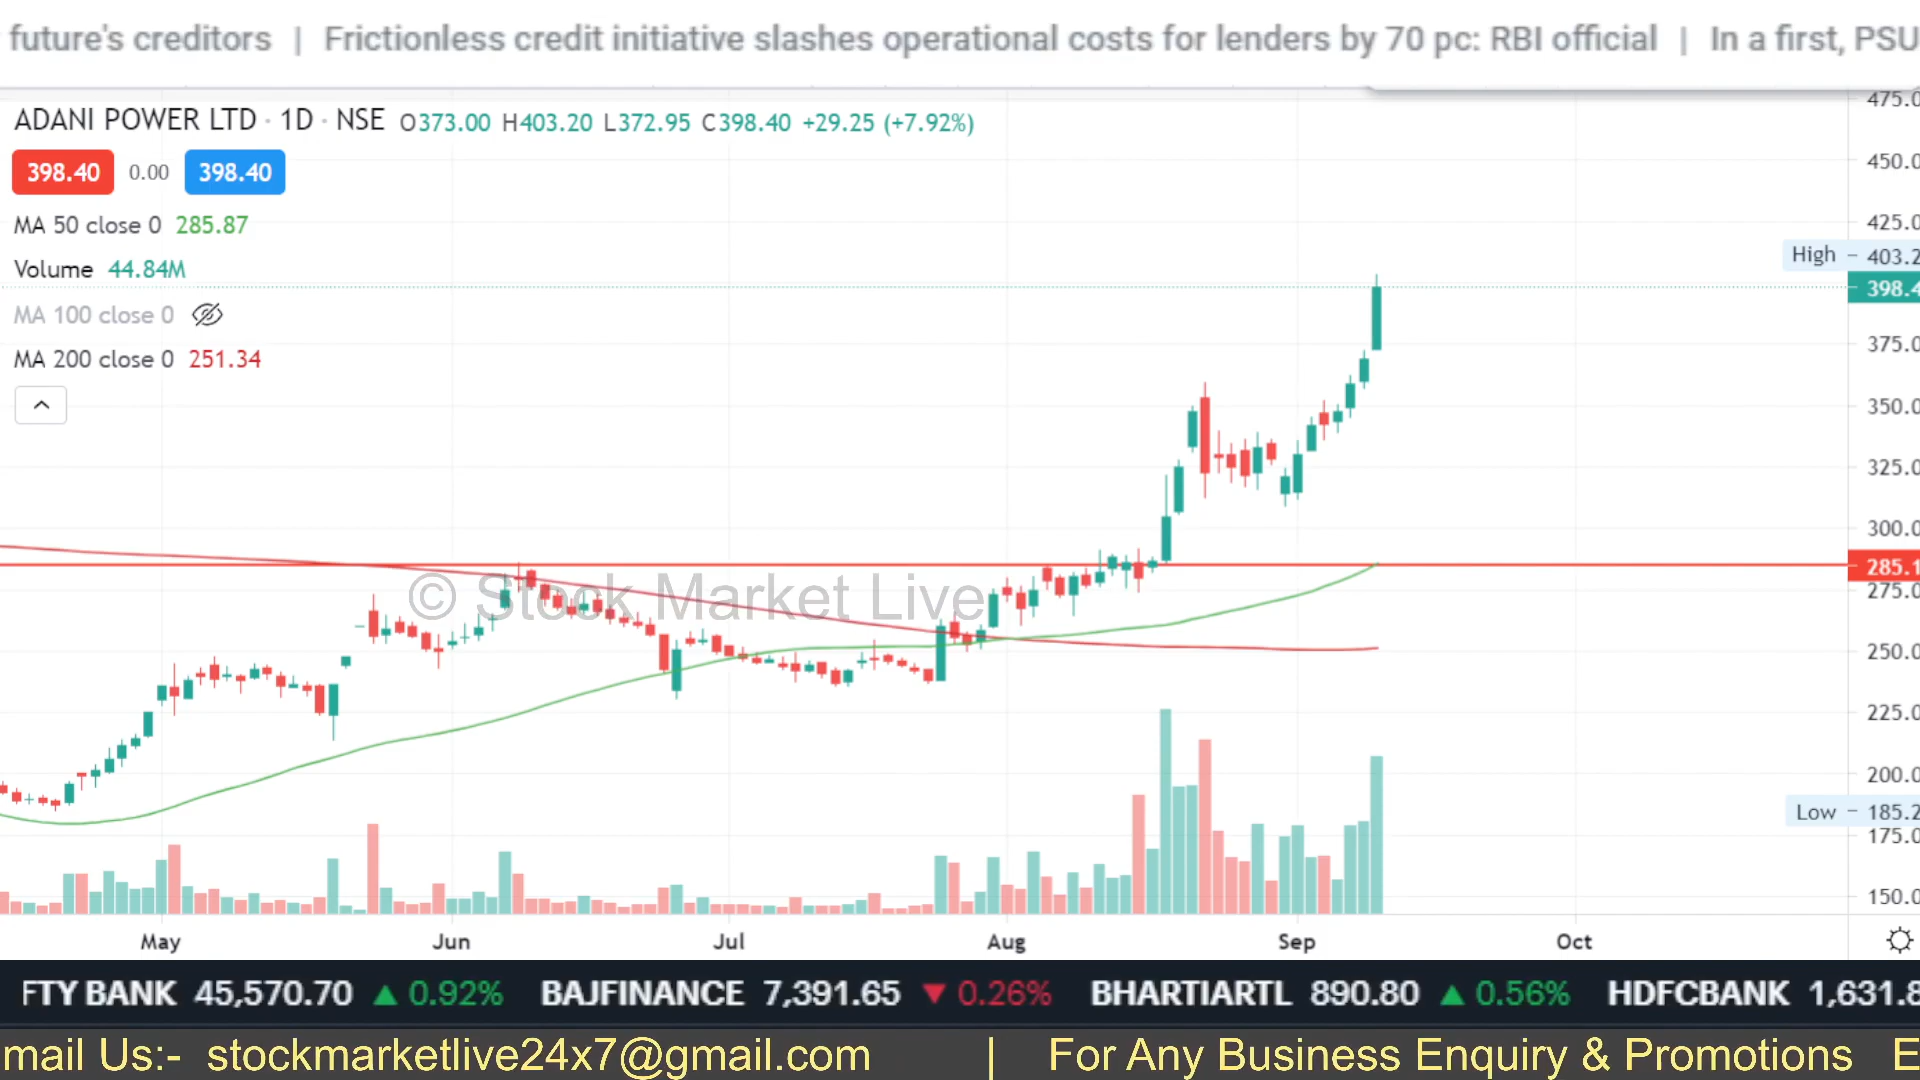 future's creditors | Frictionless credit initiative slashes operational costs for lenders by 70 pc: RBI official | In a first, PSU
ADANI POWER LTD · 1D · NSE O373.00 H403.20 L372.95 C398.40 +29.25 (+7.92%)
398.40 0.00 398.40
MA 50 close 0 285.87
Volume 44.84M
MA 100 close 0
MA 200 close 0 251.34
475.0
450.0
425.0
High 403.2
398.4
375.0
350.0
325.0
300.0
285.1
275.0
250.0
225.0
200.0
Low 185.2
175.0
150.0
© Stock Market Live
May Jun Jul Aug Sep Oct
FTY BANK 45,570.70 ▲ 0.92% BAJFINANCE 7,391.65 ▼ 0.26% BHARTIARTL 890.80 ▲ 0.56% HDFCBANK 1,631.8
mail Us:- stockmarketlive24x7@gmail.com | For Any Business Enquiry & Promotions E